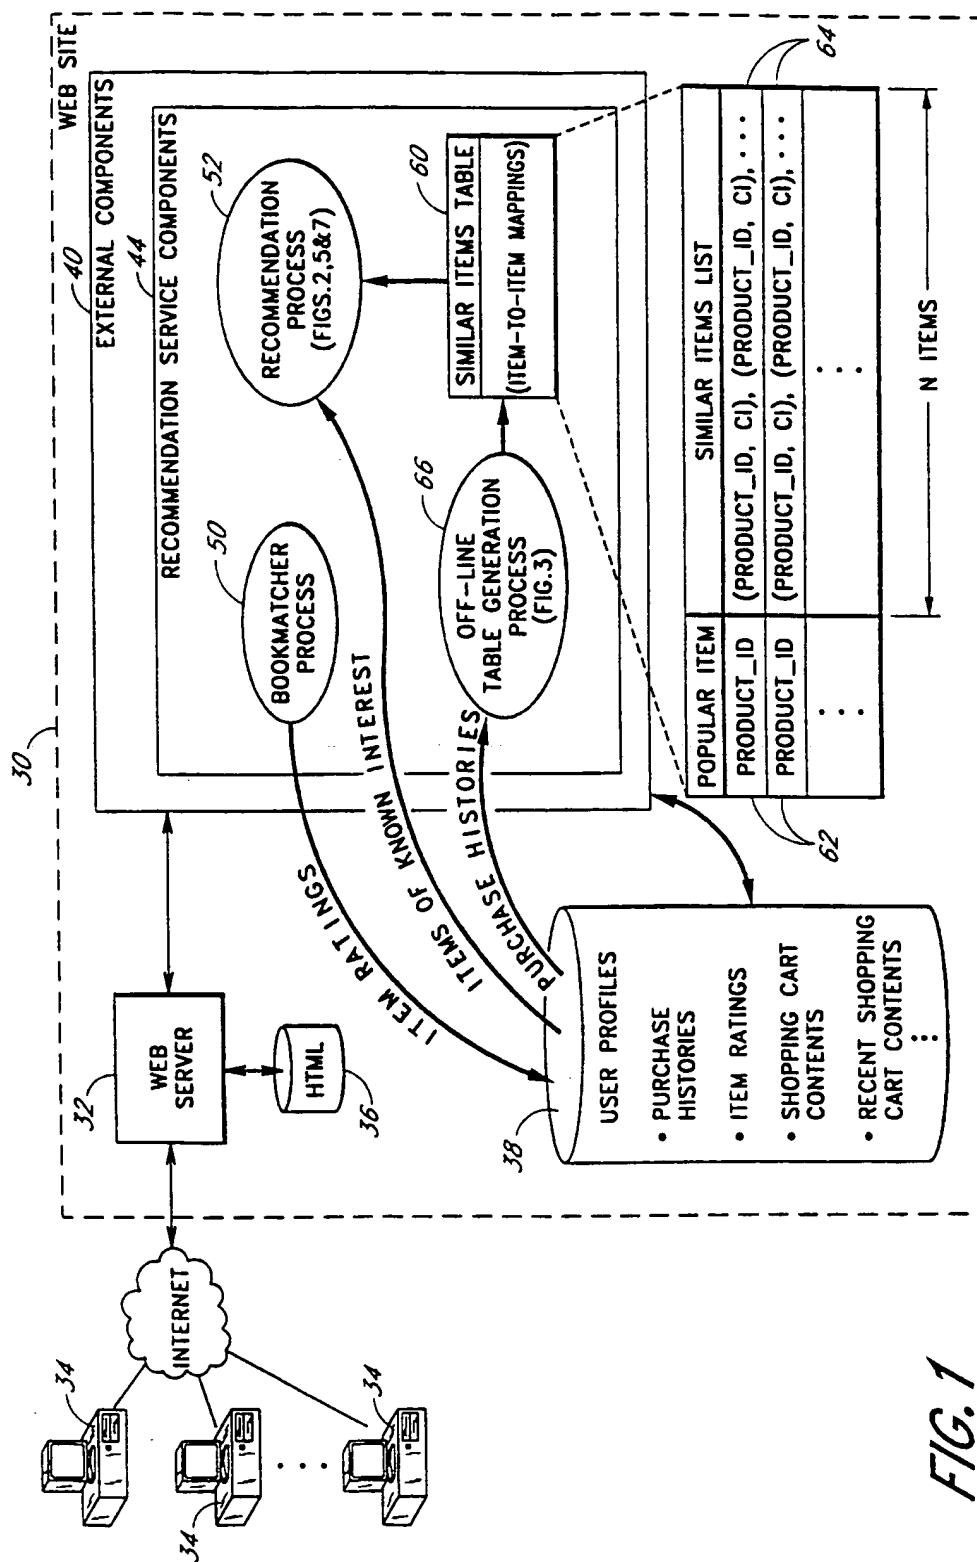 30
WEB SITE
40
EXTERNAL COMPONENTS
44
RECOMMENDATION SERVICE COMPONENTS
34
34
34
INTERNET
32
WEB
SERVER
HTML
36
50
BOOKMATCHER
PROCESS
52
RECOMMENDATION
PROCESS
(FIGS.2,5&7)
ITEM RATINGS
ITEMS OF KNOWN INTEREST
PURCHASE HISTORIES
66
OFF-LINE
TABLE GENERATION
PROCESS
(FIG.3)
60
SIMILAR ITEMS TABLE
(ITEM-TO-ITEM MAPPINGS)
38
USER PROFILES
• PURCHASE
HISTORIES
• ITEM RATINGS
• SHOPPING CART
CONTENTS
• RECENT SHOPPING
CART CONTENTS
POPULAR ITEM
SIMILAR ITEMS LIST
PRODUCT_ID
(PRODUCT_ID, CI), (PRODUCT_ID, CI), ...
PRODUCT_ID
(PRODUCT_ID, CI), (PRODUCT_ID, CI), ...
62
64
N ITEMS
FIG. 1